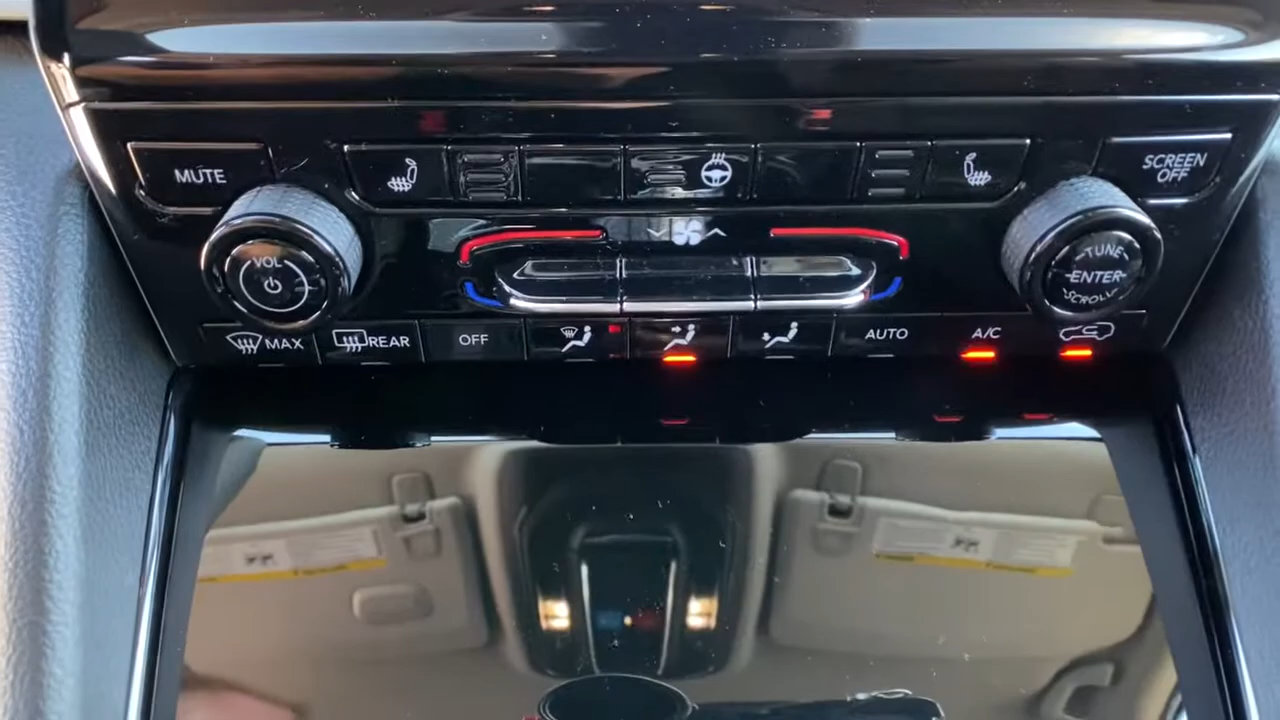 MUTE
SCREEN
OFF
VOL
TUNE
ENTER
SCROLL
MAX
REAR
OFF
AUTO
A/C